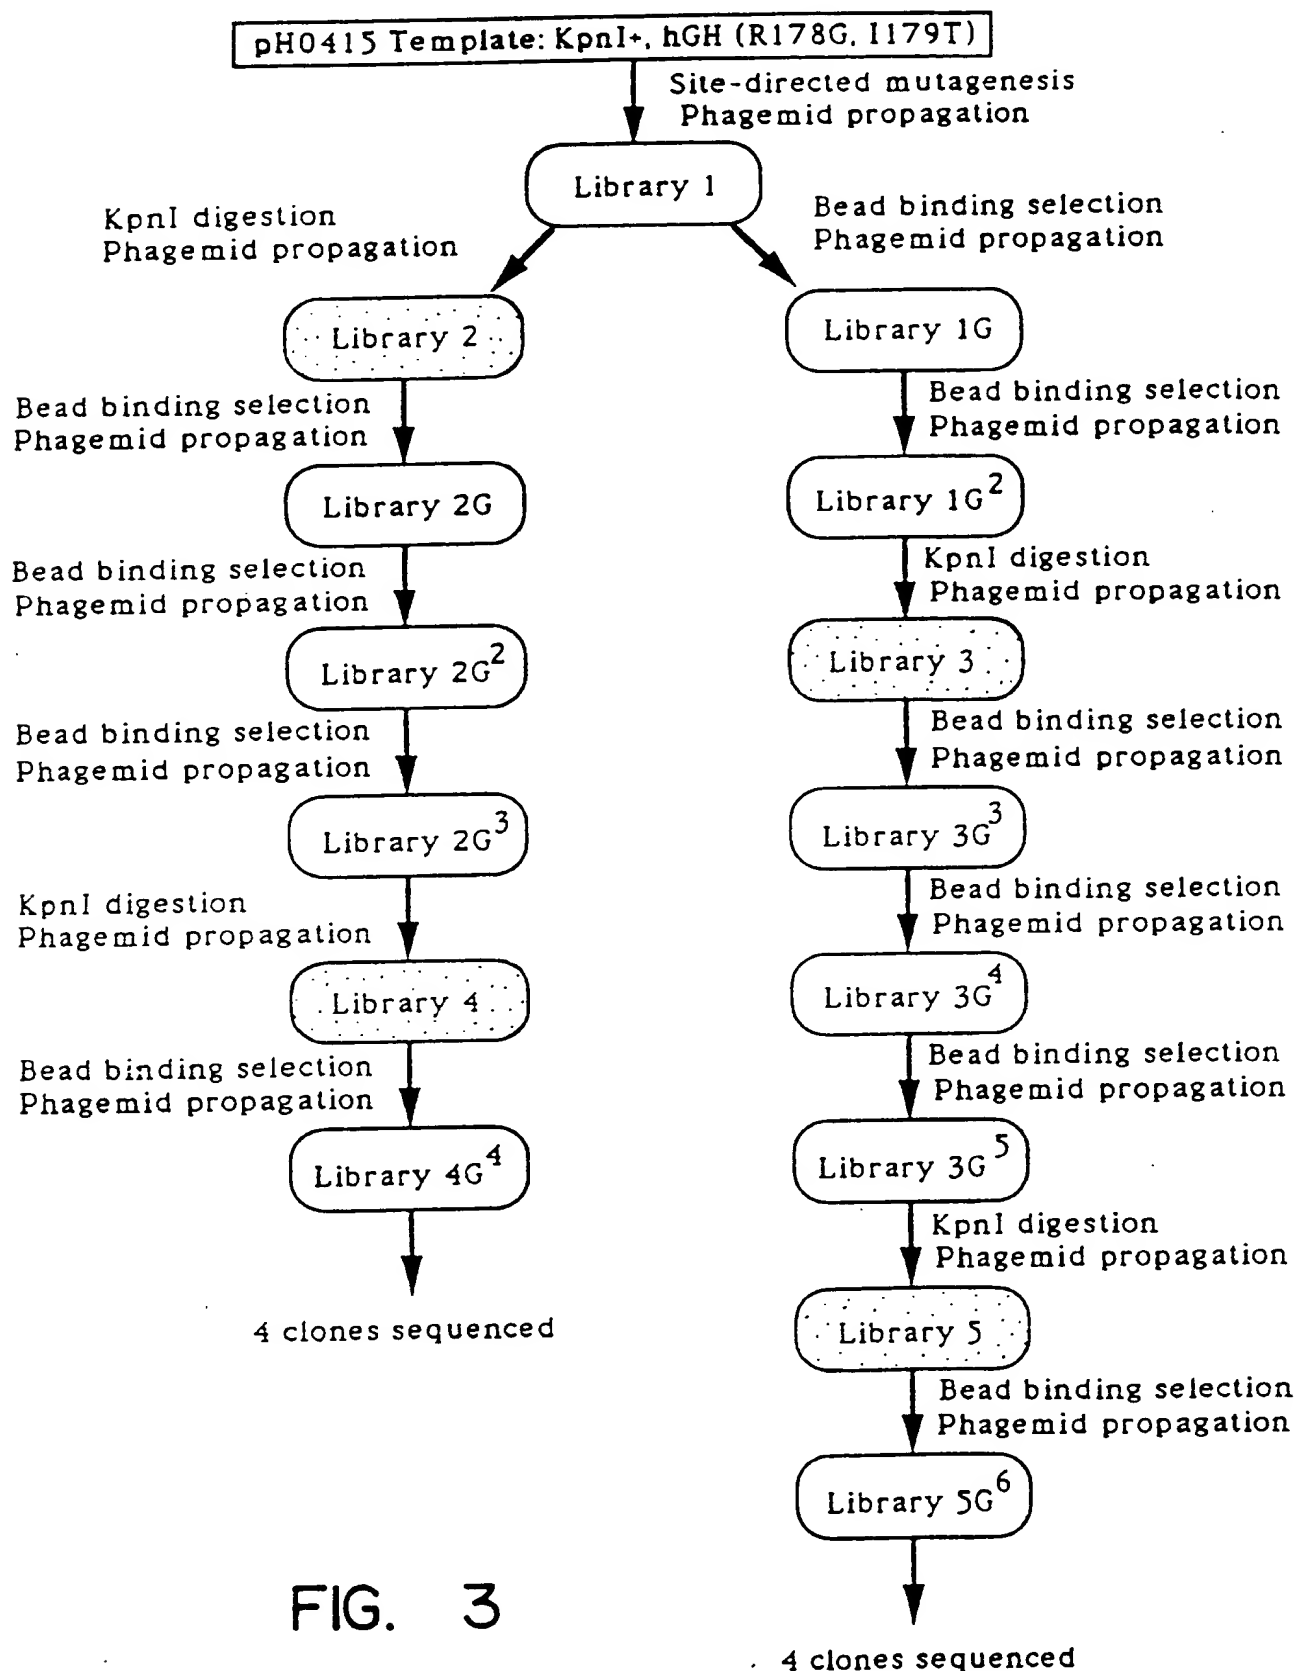 pH0415 Template: KpnI+, hGH (R178G, I179T)
Site-directed mutagenesis
Phagemid propagation
Library 1
KpnI digestion
Phagemid propagation
Bead binding selection
Phagemid propagation
Library 2
Library 1G
Bead binding selection
Phagemid propagation
Bead binding selection
Phagemid propagation
Library 2G
Library 1G²
Bead binding selection
Phagemid propagation
KpnI digestion
Phagemid propagation
Library 2G²
Library 3
Bead binding selection
Phagemid propagation
Bead binding selection
Phagemid propagation
Library 2G³
Library 3G³
KpnI digestion
Phagemid propagation
Bead binding selection
Phagemid propagation
Library 4
Library 3G⁴
Bead binding selection
Phagemid propagation
Bead binding selection
Phagemid propagation
Library 4G⁴
Library 3G⁵
KpnI digestion
Phagemid propagation
4 clones sequenced
Library 5
Bead binding selection
Phagemid propagation
Library 5G⁶
FIG. 3
4 clones sequenced